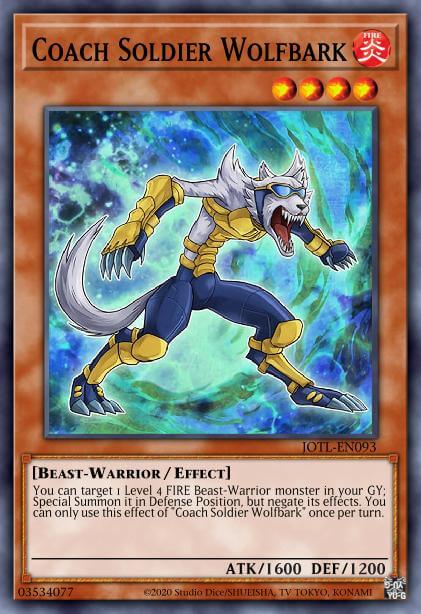 COACH SOLDIER WOLFBARK
FIRE
炎
JOTL-EN093
[BEAST-WARRIOR / EFFECT]
You can target 1 Level 4 FIRE Beast-Warrior monster in your GY;
Special Summon it in Defense Position, but negate its effects. You
can only use this effect of "Coach Soldier Wolfbark" once per turn.
ATK/1600 DEF/1200
03534077
©2020 Studio Dice/SHUEISHA, TV TOKYO, KONAMI